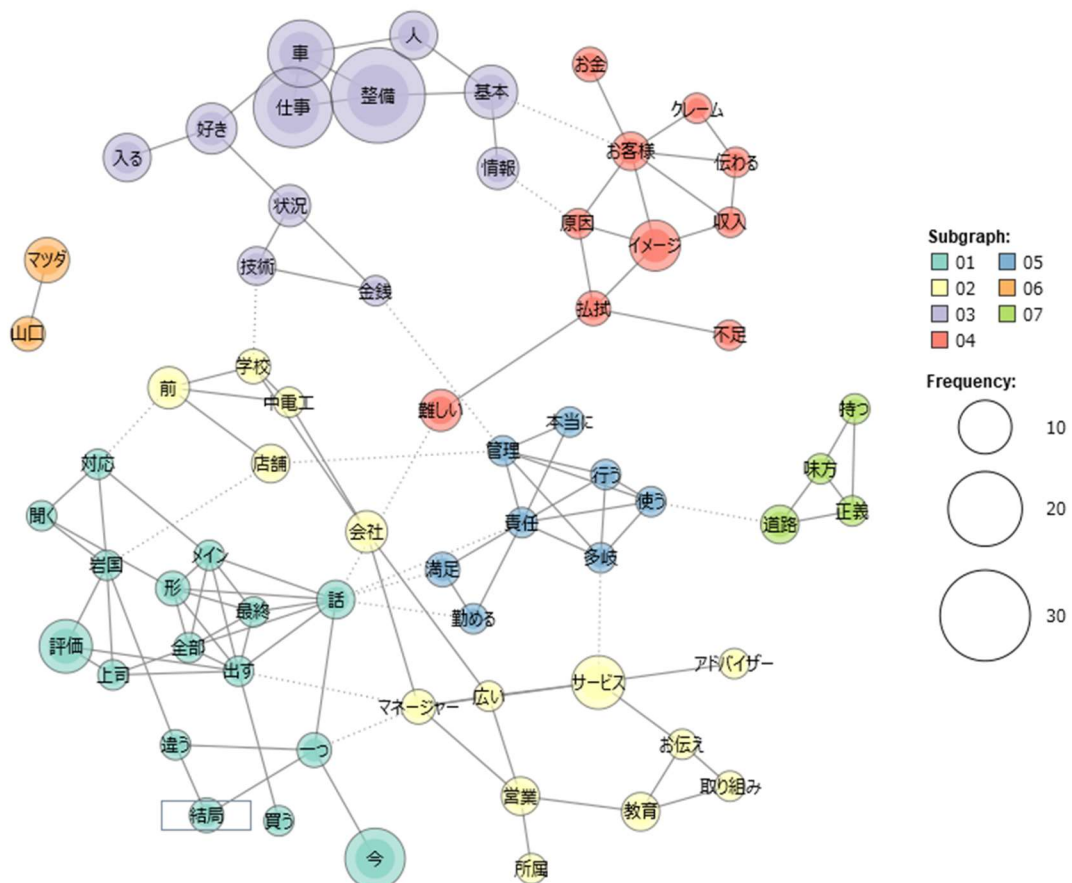 人
車
整備
仕事
基本
好き
入る
情報
状況
技術
金銭
お金
クレーム
お客様
伝わる
原因
収入
イメージ
払拭
不足
難しい
マツダ
山口
学校
前
中電工
店舗
会社
対応
聞く
岩国
メイン
形
最終
話
評価
全部
上司
出す
違う
一つ
結局
買う
今
本当に
管理
行う
使う
責任
多岐
満足
勤める
持つ
味方
道路
正義
アドバイザー
サービス
広い
マネージャー
お伝え
取り組み
営業
教育
所属
Subgraph:
01 05
02 06
03 07
04
Frequency:
10
20
30